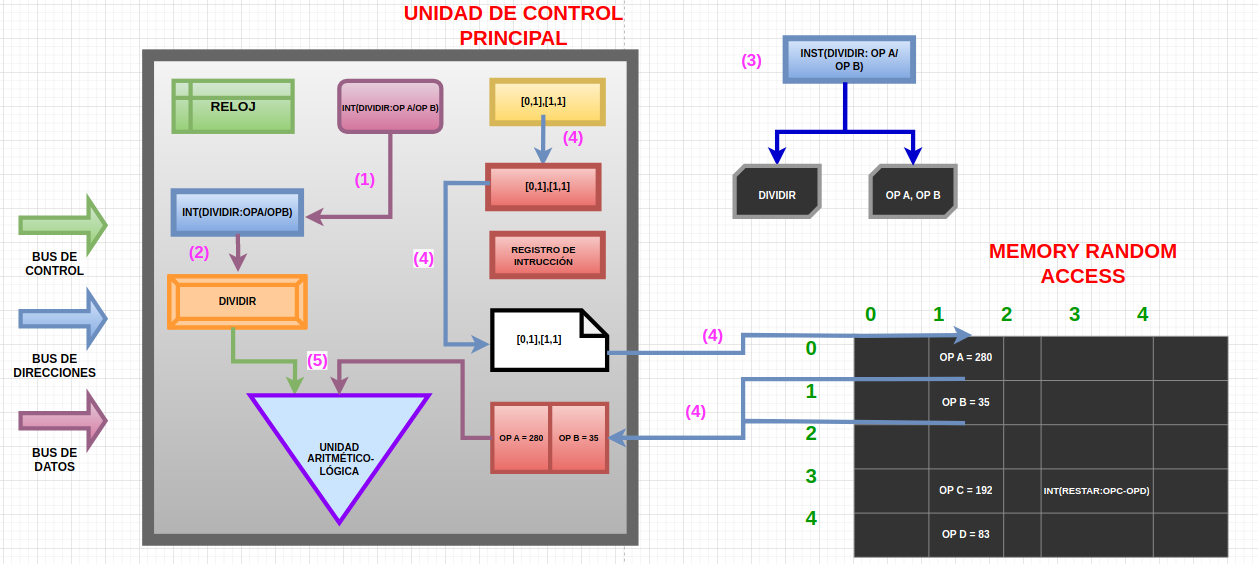 UNIDAD DE CONTROL
PRINCIPAL
RELOJ
INT(DIVIDIR:OP A/OP B)
[0,1],[1,1]
(4)
[0,1],[1,1]
(1)
INT(DIVIDIR:OPA/OPB)
(2)
(4)
REGISTRO DE
INTRUCCIÓN
DIVIDIR
[0,1],[1,1]
(5)
OP A = 280
OP B = 35
UNIDAD
ARITMÉTICO-
LÓGICA
BUS DE
CONTROL
BUS DE
DIRECCIONES
BUS DE
DATOS
(3)
INST(DIVIDIR: OP A/
OP B)
DIVIDIR
OP A, OP B
MEMORY RANDOM
ACCESS
0 1 2 3 4
(4)
0
OP A = 280
1
OP B = 35
(4)
2
3
OP C = 192
INT(RESTAR:OPC-OPD)
4
OP D = 83